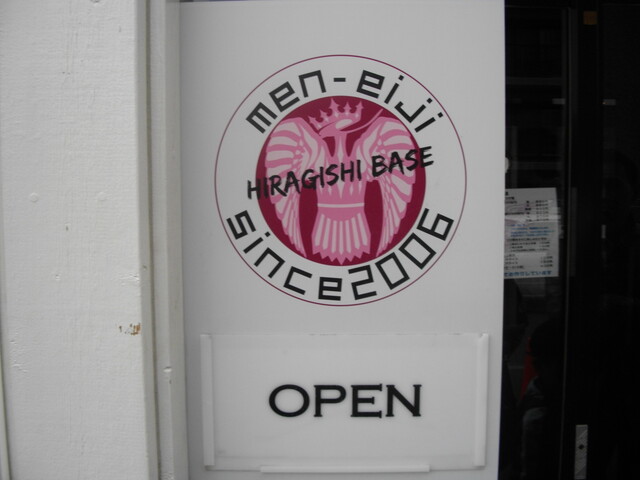 men-eiji
HIRAGISHI BASE
since2006
OPEN